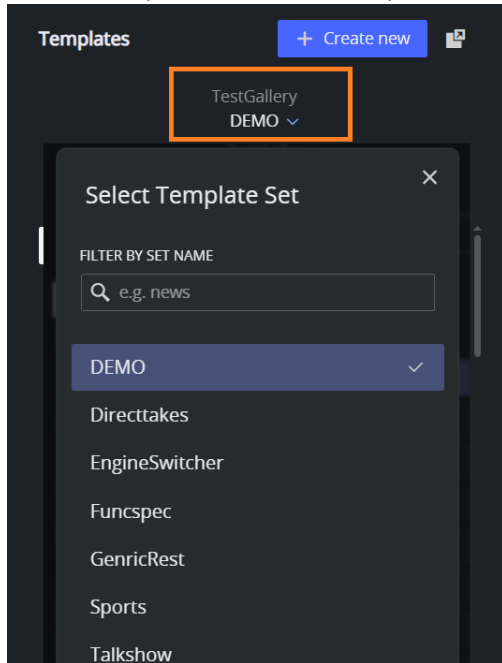 Templates
+ Create new
TestGallery
DEMO
Select Template Set
FILTER BY SET NAME
e.g. news
DEMO
Directtakes
EngineSwitcher
Funcspec
GenricRest
Sports
Talkshow